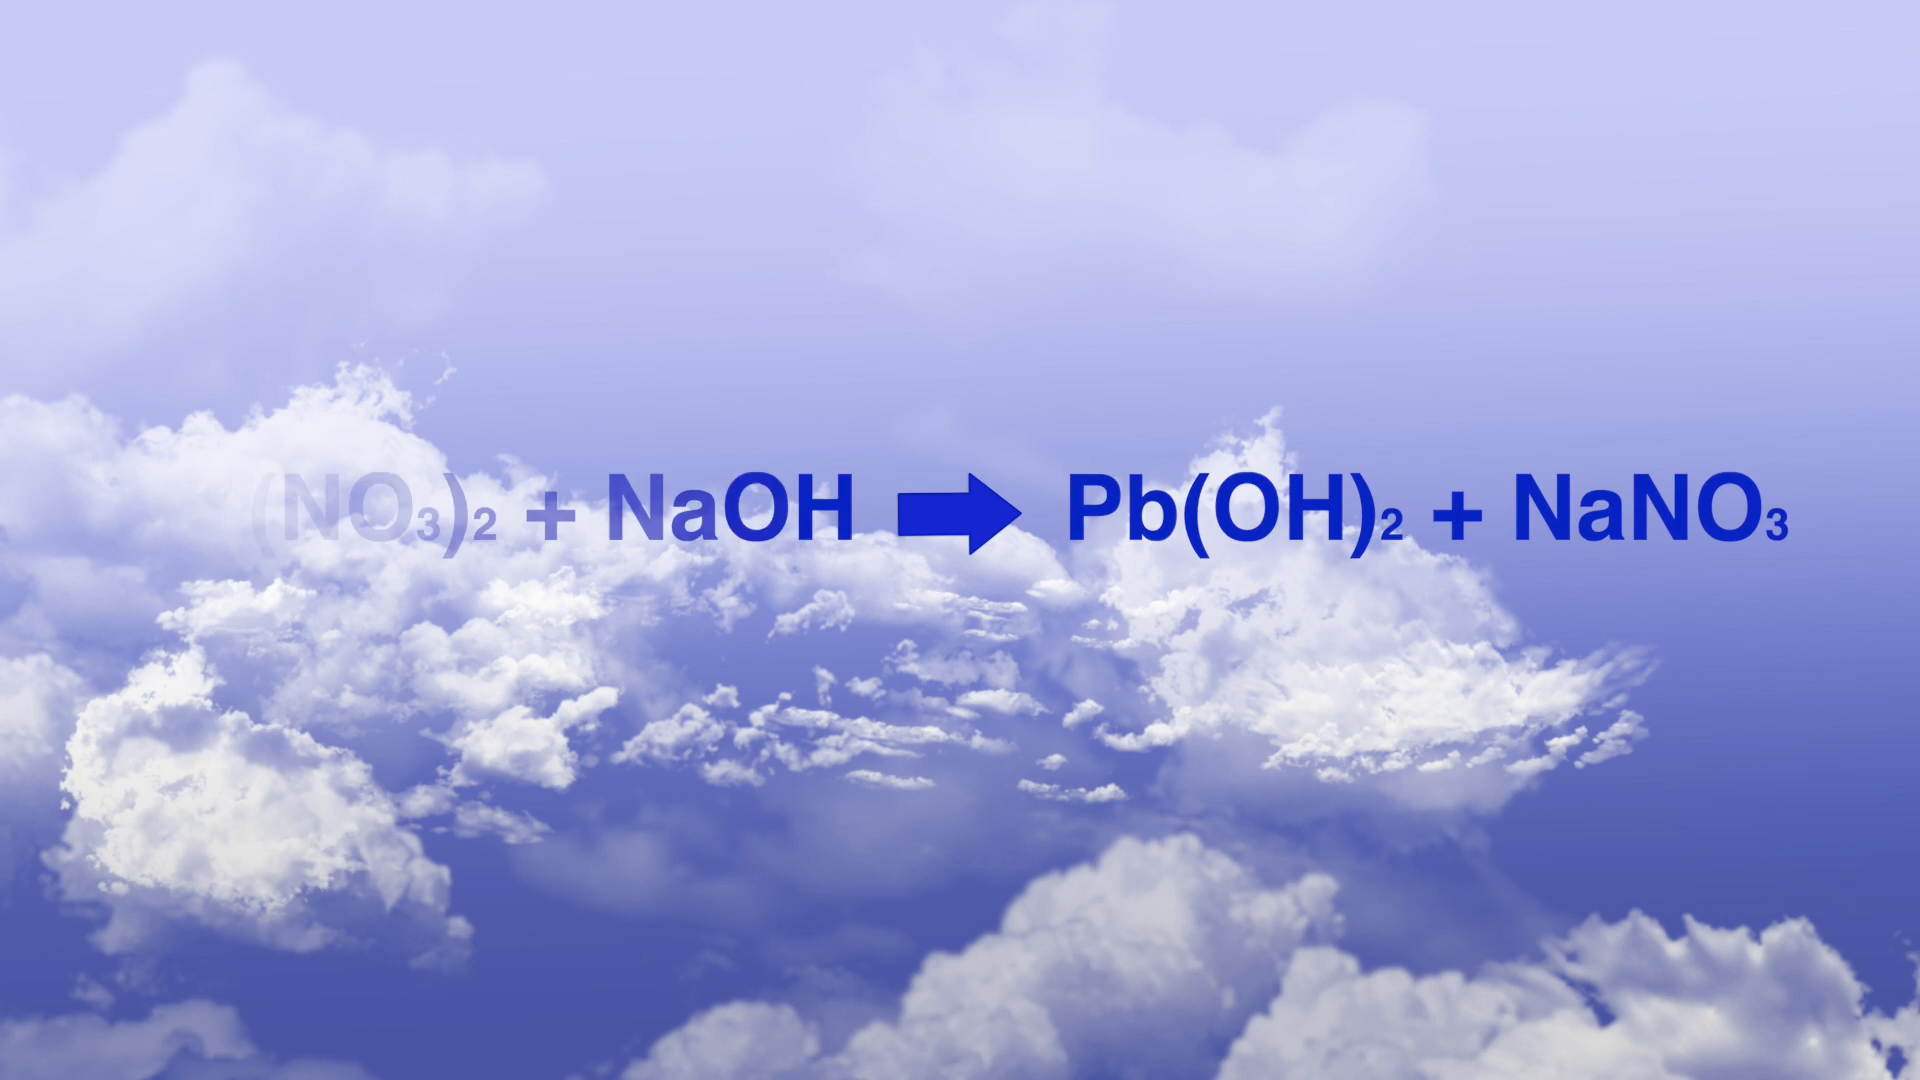 (NO₃)₂ + NaOH ➡ Pb(OH)₂ + NaNO₃